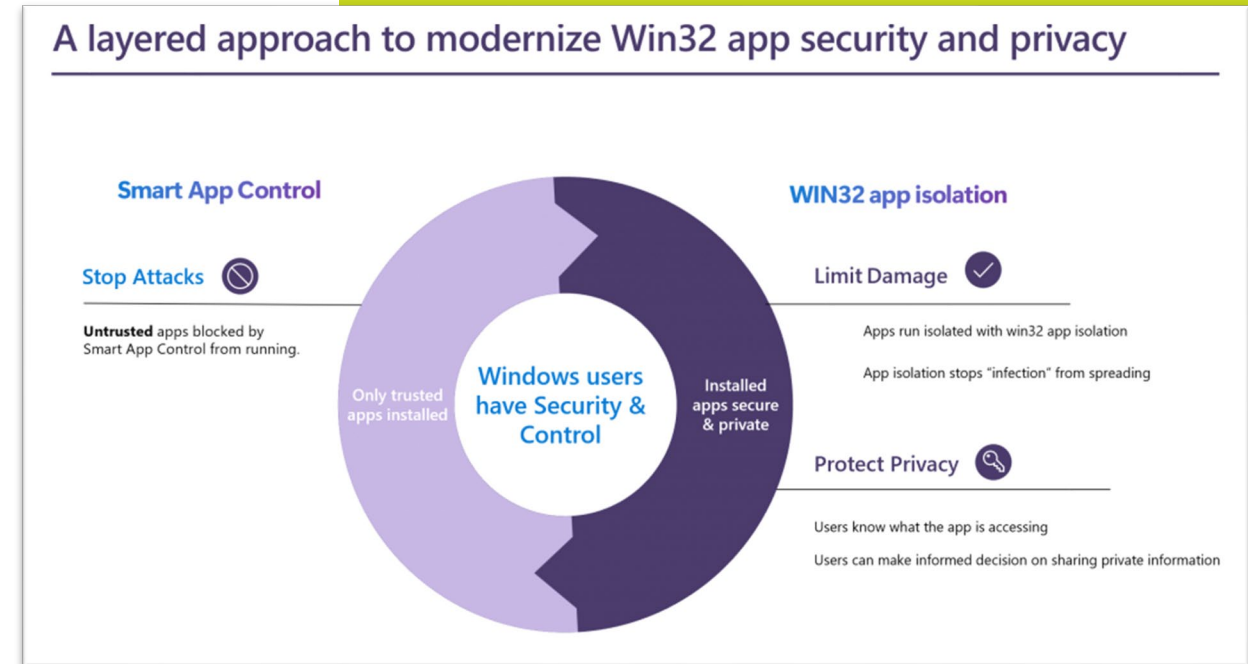 A layered approach to modernize Win32 app security and privacy
Smart App Control
Stop Attacks
Untrusted apps blocked by
Smart App Control from running.
Only trusted
apps installed
Windows users
have Security &
Control
Installed
apps secure
& private
WIN32 app isolation
Limit Damage
Apps run isolated with win32 app isolation
App isolation stops “infection” from spreading
Protect Privacy
Users know what the app is accessing
Users can make informed decision on sharing private information